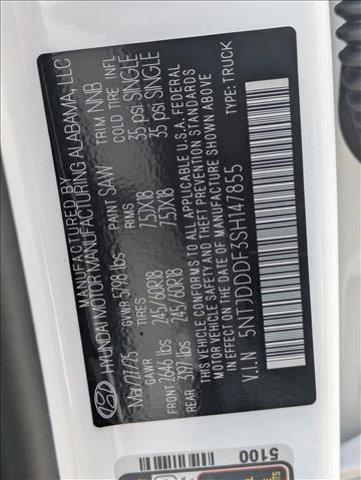 MANUFACTURED BY
HYUNDAI MOTOR MANUFACTURING ALABAMA, LLC
Mar/11/25 GVWR 5798 lbs PAINT SAW TRIM NNB
GAWR TIRES RIMS COLD TIRE INFL
FRONT 2646 lbs 245/60R18 7.5JX18 35 psi SINGLE
REAR 3197 lbs 245/60R18 7.5JX18 35 psi SINGLE
THIS VEHICLE CONFORMS TO ALL APPLICABLE U.S.A. FEDERAL
MOTOR VEHICLE SAFETY AND BUMPER STANDARDS
IN EFFECT ON THE DATE OF MANUFACTURE SHOWN ABOVE
V.I.N 5NTJDDDF3SH147855 TYPE: TRUCK
5100